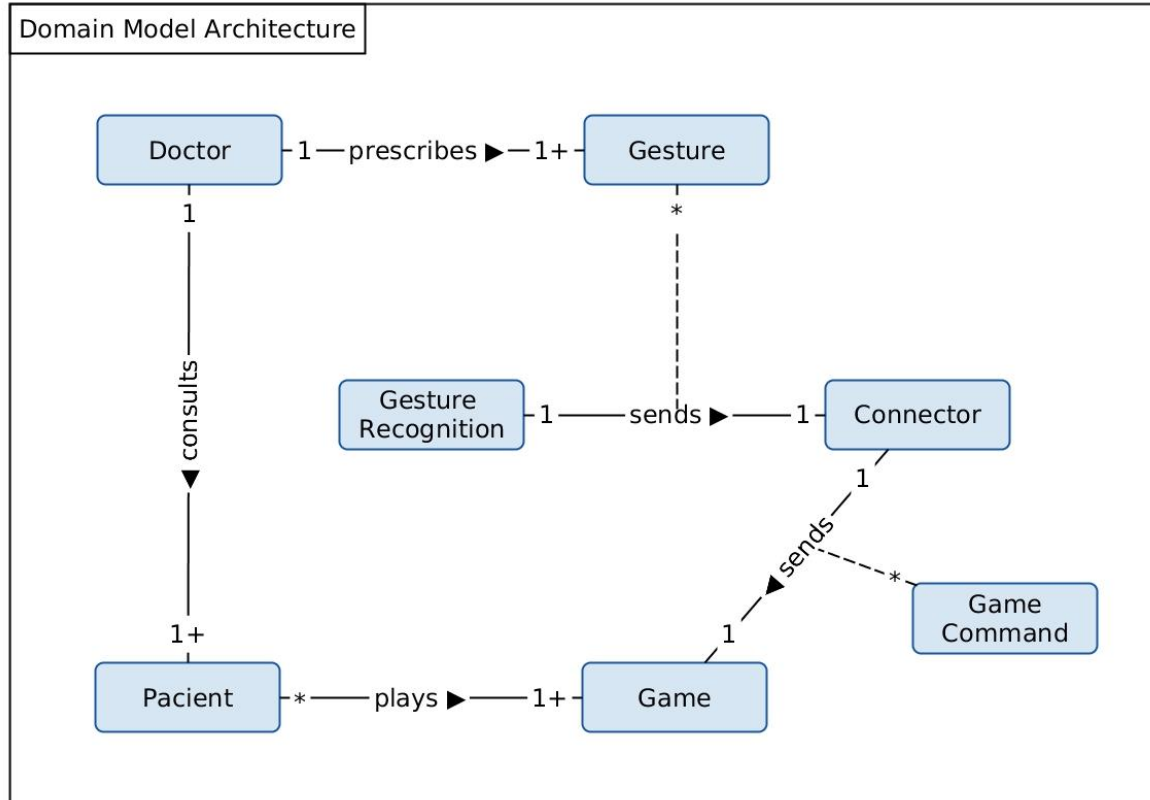 Domain Model Architecture
Doctor
1
prescribes ▶
1+
Gesture
1
*
consults ▶
Gesture
Recognition
1
sends ▶
1
Connector
1
sends ▶
*
Game
Command
1
1+
Pacient
*
plays ▶
1+
Game